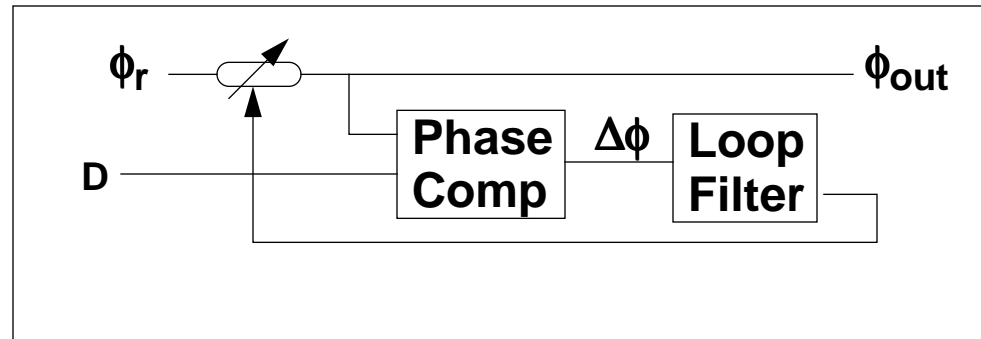 ϕr
ϕout
Phase
Comp
Δϕ
Loop
Filter
D